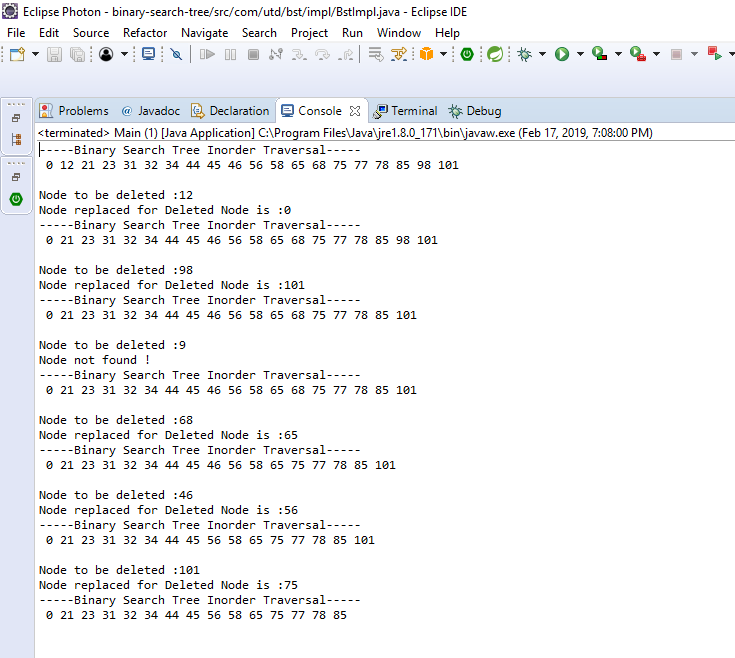 Eclipse Photon - binary-search-tree/src/com/utd/bst/impl/BstImpl.java - Eclipse IDE
File Edit Source Refactor Navigate Search Project Run Window Help
Problems @ Javadoc Declaration Console Terminal Debug
<terminated> Main (1) [Java Application] C:\Program Files\Java\jre1.8.0_171\bin\javaw.exe (Feb 17, 2019, 7:08:00 PM)
-----Binary Search Tree Inorder Traversal-----
0 12 21 23 31 32 34 44 45 46 56 58 65 68 75 77 78 85 98 101
Node to be deleted :12
Node replaced for Deleted Node is :0
-----Binary Search Tree Inorder Traversal-----
0 21 23 31 32 34 44 45 46 56 58 65 68 75 77 78 85 98 101
Node to be deleted :98
Node replaced for Deleted Node is :101
-----Binary Search Tree Inorder Traversal-----
0 21 23 31 32 34 44 45 46 56 58 65 68 75 77 78 85 101
Node to be deleted :9
Node not found !
-----Binary Search Tree Inorder Traversal-----
0 21 23 31 32 34 44 45 46 56 58 65 68 75 77 78 85 101
Node to be deleted :68
Node replaced for Deleted Node is :65
-----Binary Search Tree Inorder Traversal-----
0 21 23 31 32 34 44 45 46 56 58 65 75 77 78 85 101
Node to be deleted :46
Node replaced for Deleted Node is :56
-----Binary Search Tree Inorder Traversal-----
0 21 23 31 32 34 44 45 56 58 65 75 77 78 85 101
Node to be deleted :101
Node replaced for Deleted Node is :75
-----Binary Search Tree Inorder Traversal-----
0 21 23 31 32 34 44 45 56 58 65 75 77 78 85